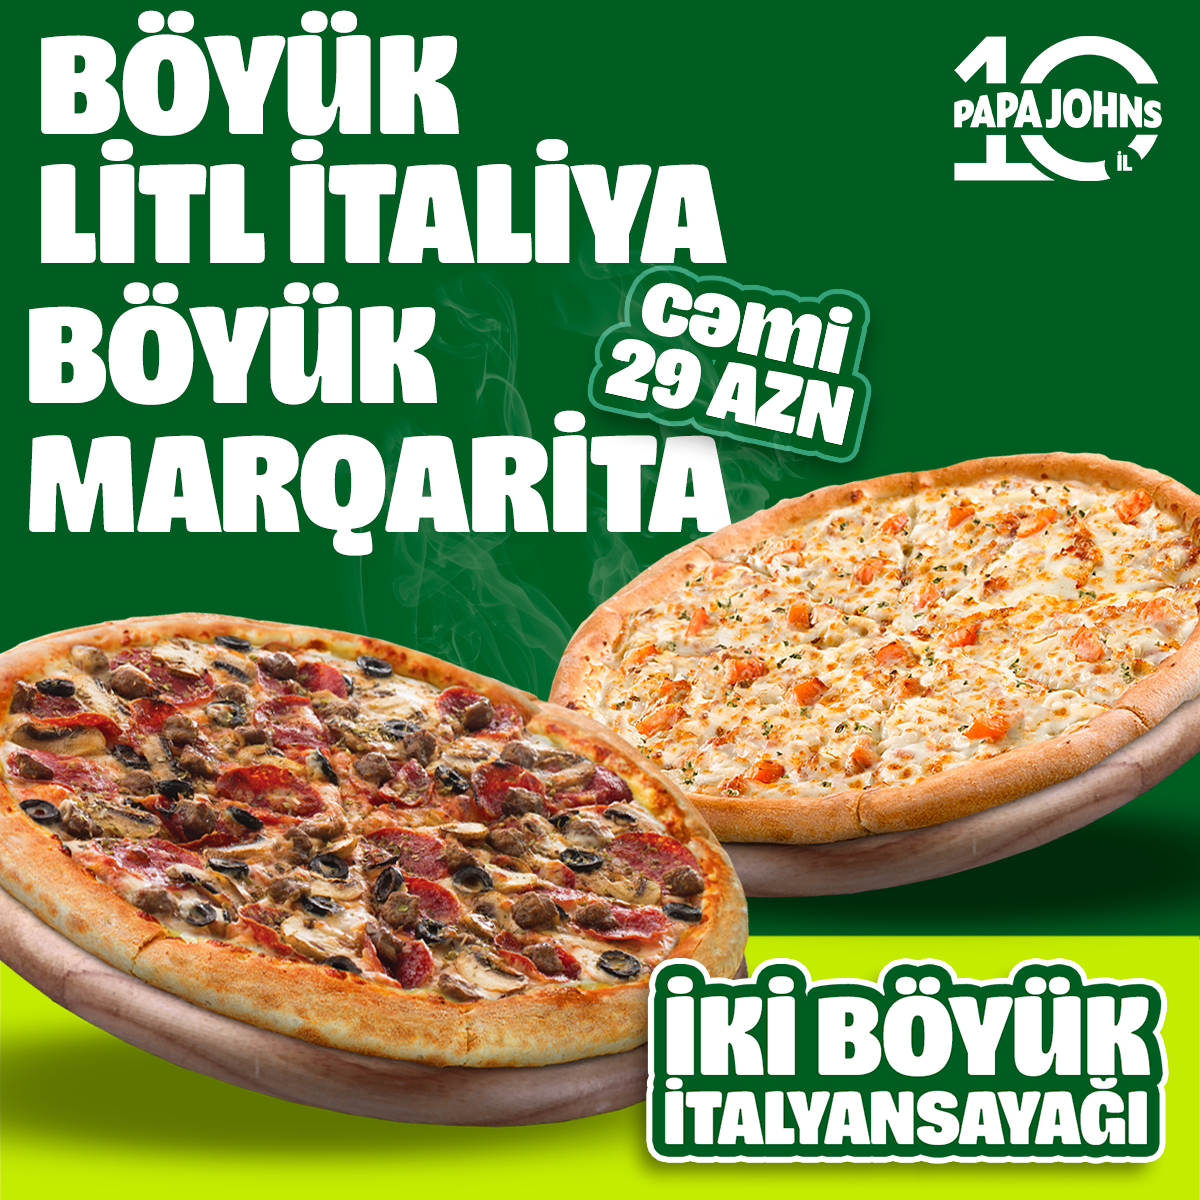 BÖYÜK
LİTL İTALİYA
BÖYÜK
MARQARİTA
cəmi
29 AZN
10
PAPA JOHNS
İL
İKİ BÖYÜK
İTALYANSAYAĞI